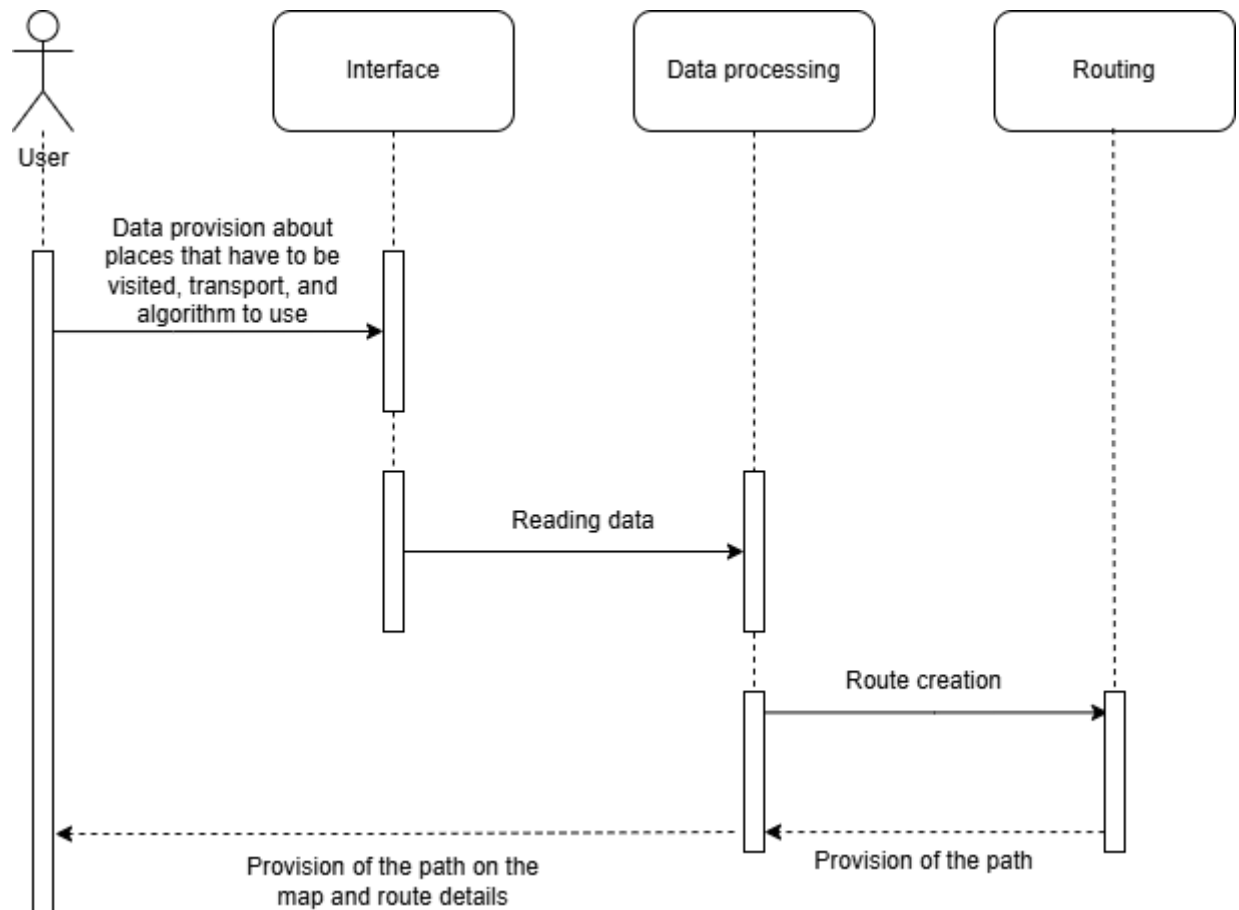 Interface
Data processing
Routing
User
Data provision about
places that have to be
visited, transport, and
algorithm to use
Reading data
Route creation
Provision of the path on the
map and route details
Provision of the path